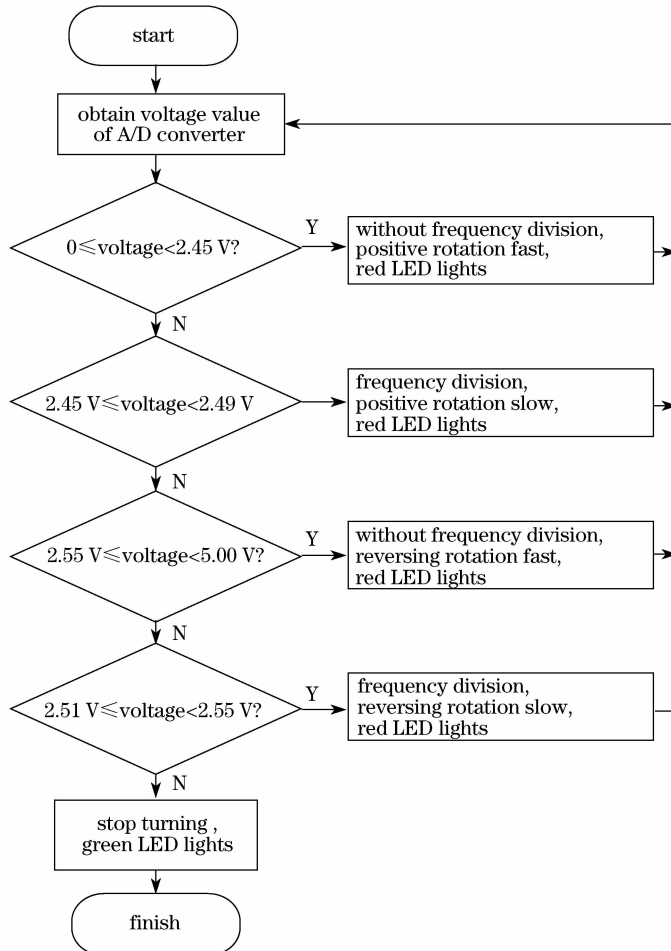 start
obtain voltage value
of A/D converter
0≤voltage<2.45 V?
Y
without frequency division,
positive rotation fast,
red LED lights
N
2.45 V≤voltage<2.49 V
frequency division,
positive rotation slow,
red LED lights
N
2.55 V≤voltage<5.00 V?
Y
without frequency division,
reversing rotation fast,
red LED lights
N
2.51 V≤voltage<2.55 V?
Y
frequency division,
reversing rotation slow,
red LED lights
N
stop turning ,
green LED lights
finish